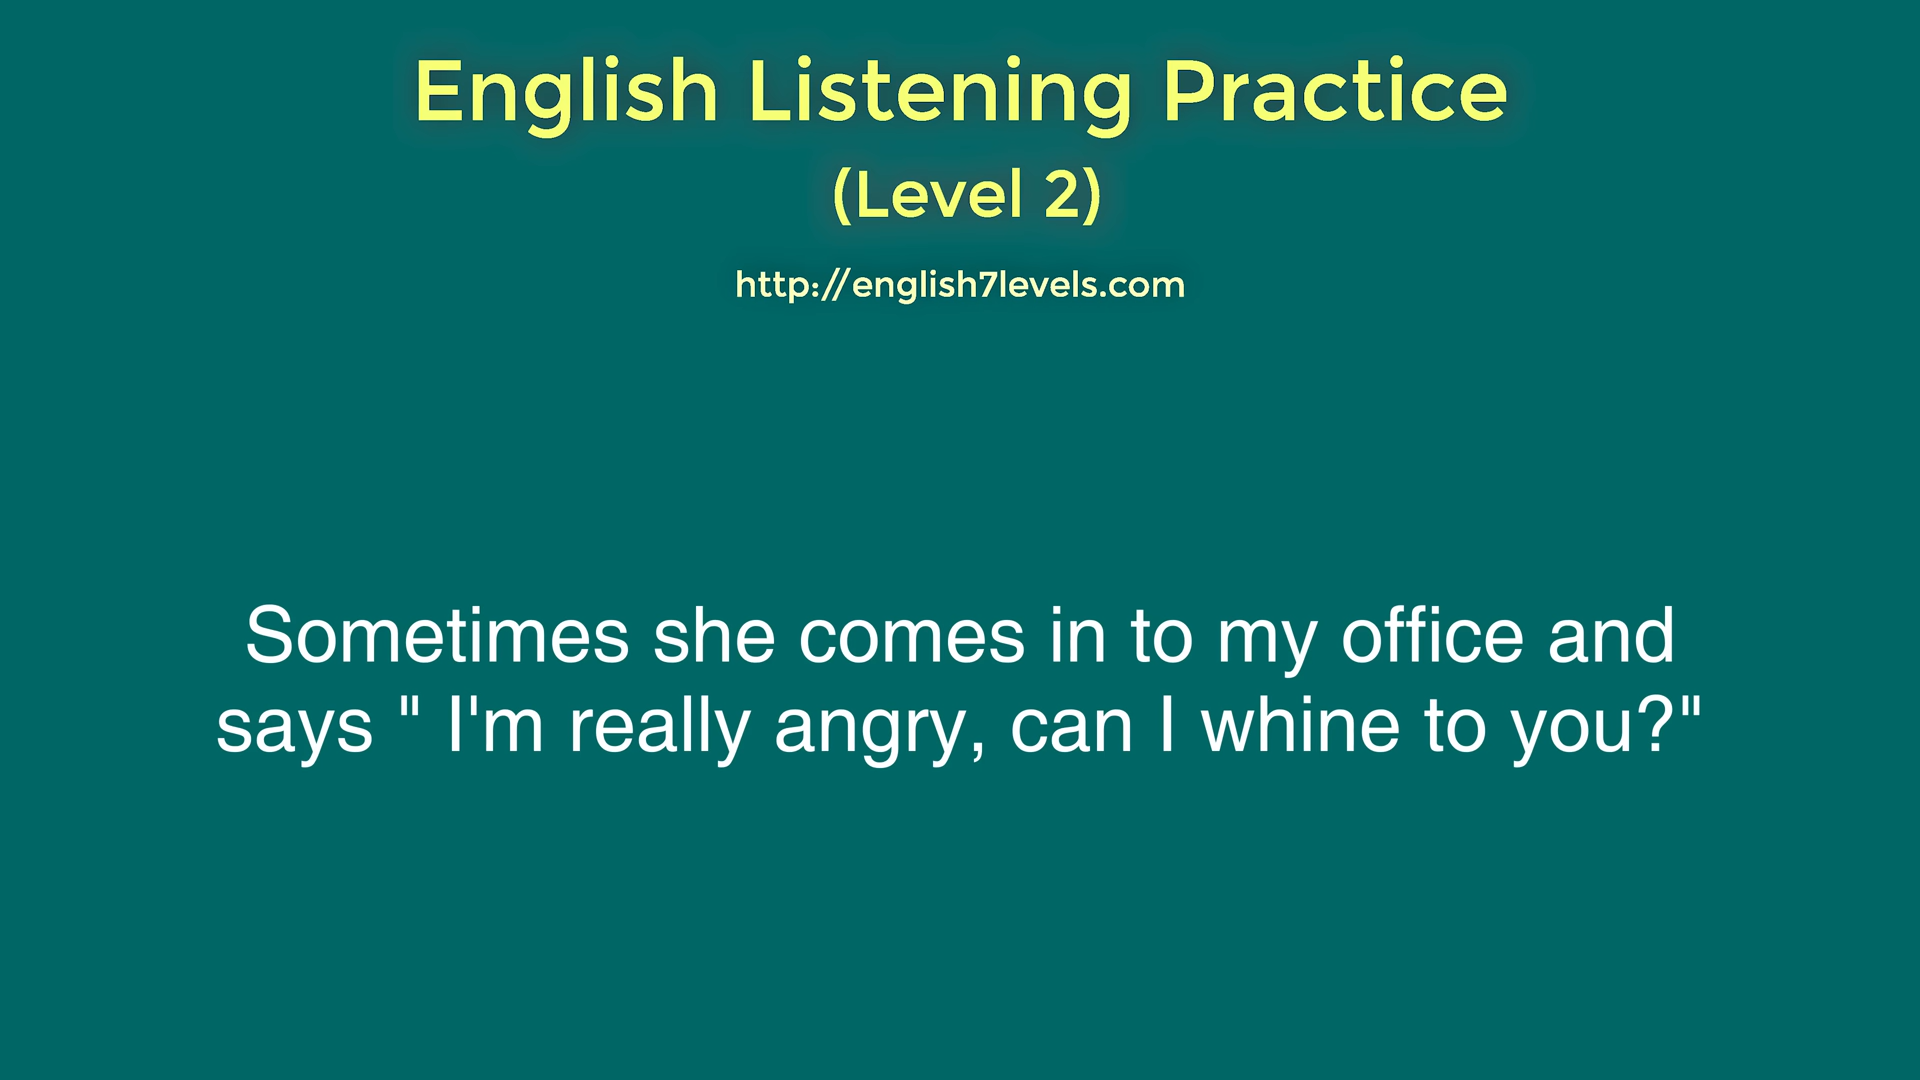 English Listening Practice
(Level 2)
http://english7levels.com
Sometimes she comes in to my office and
says " I'm really angry, can I whine to you?"